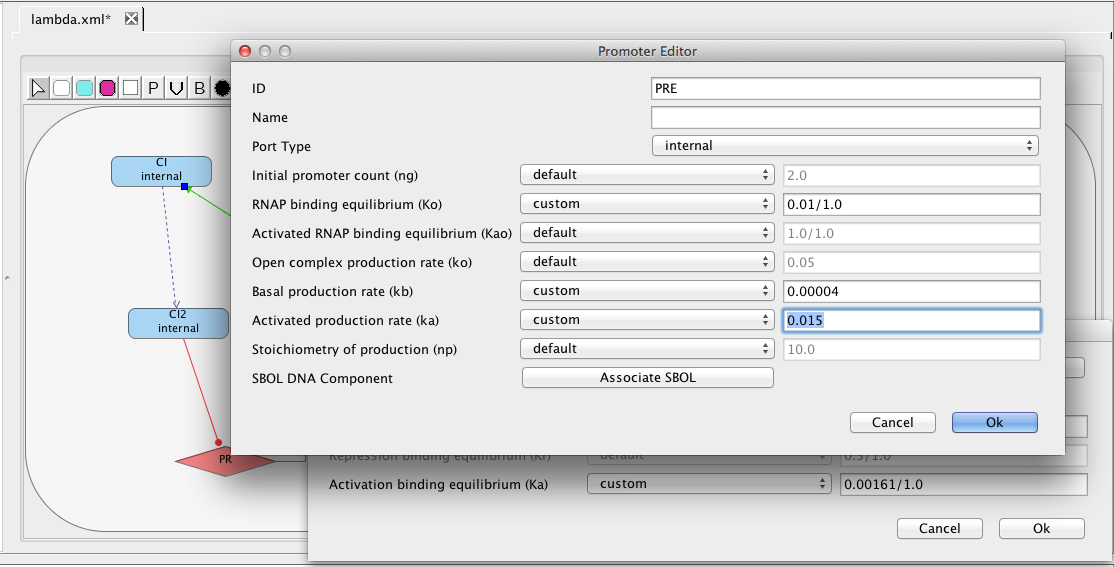 lambda.xml*
Promoter Editor
P V B
ID PRE
Name
Port Type internal
Initial promoter count (ng) default 2.0
RNAP binding equilibrium (Ko) custom 0.01/1.0
Activated RNAP binding equilibrium (Kao) default 1.0/1.0
Open complex production rate (ko) default 0.05
Basal production rate (kb) custom 0.00004
Activated production rate (ka) custom 0.015
Stoichiometry of production (np) default 10.0
SBOL DNA Component Associate SBOL
Cancel Ok
CI
internal
CI2
internal
PR
Repression binding equilibrium (Kr) default 0.5/1.0
Activation binding equilibrium (Ka) custom 0.00161/1.0
Cancel Ok